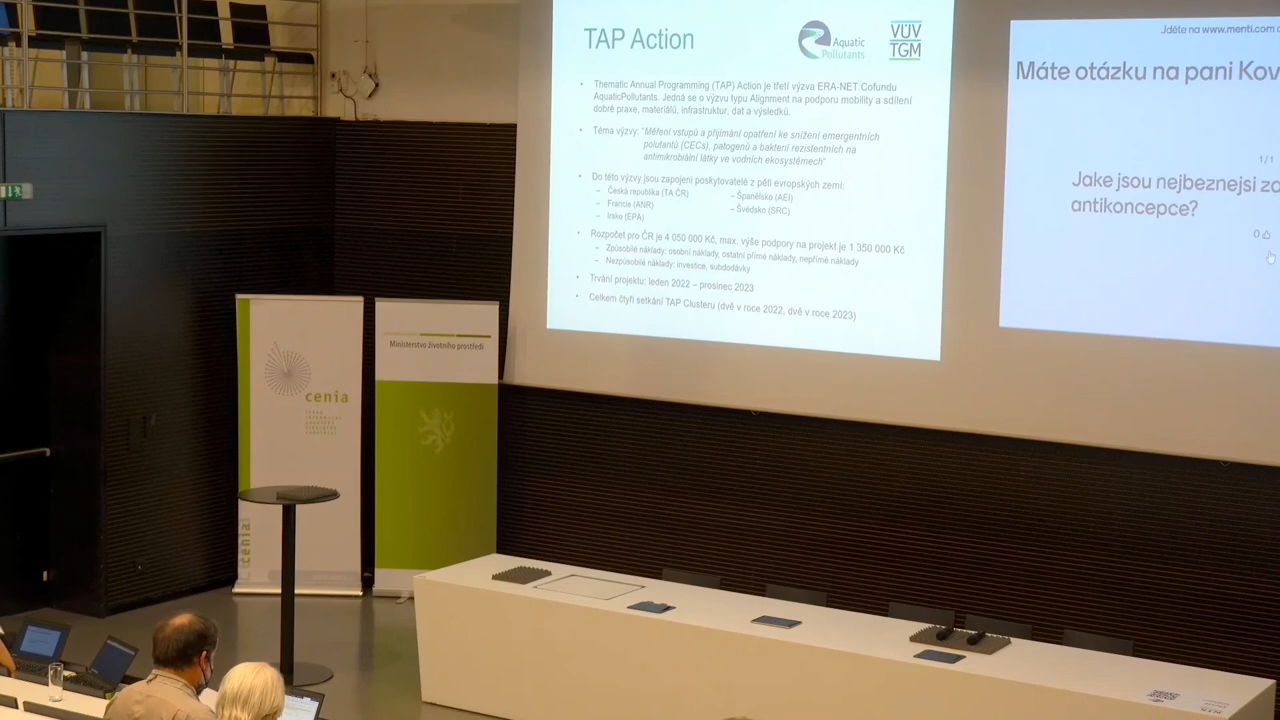 TAP Action
Aquatic
Pollutants
VÚV
TGM
• Thematic Annual Programming (TAP) Action je třetí výzva ERA-NET Cofundu
AquaticPollutants. Jedná se o výzvu typu Alignment na podporu mobility a sdílení
dobré praxe, materiálů, infrastruktur, dat a výsledků.
• Téma výzvy: "Měření vstupů a přijímání opatření ke snížení emergentních
polutantů (CECs), patogenů a bakterií rezistentních na
antimikrobiální látky ve vodních ekosystémech"
• Do této výzvy jsou zapojeni poskytovatelé z pěti evropských zemí:
– Česká republika (TA ČR)
– Francie (ANR)
– Irsko (EPA)
– Španělsko (AEI)
– Švédsko (SRC)
• Rozpočet pro ČR je 4 050 000 Kč, max. výše podpory na projekt je 1 350 000 Kč
– Způsobilé náklady: osobní náklady, ostatní přímé náklady, nepřímé náklady
– Nezpůsobilé náklady: investice, subdodávky
• Trvání projektu: leden 2022 – prosinec 2023
• Celkem čtyři setkání TAP Clusteru (dvě v roce 2022, dvě v roce 2023)
Jděte na www.menti.com
Máte otázku na pani Kov
1/1
Jake jsou nejbeznejsi
antikoncepce?
0
cenia
Ministerstvo životního prostředí
cenia